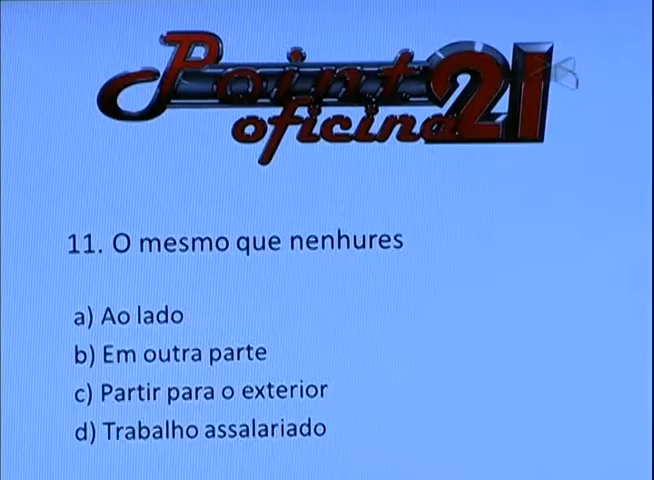 Point 21
oficina
11. O mesmo que nenhures
a) Ao lado
b) Em outra parte
c) Partir para o exterior
d) Trabalho assalariado